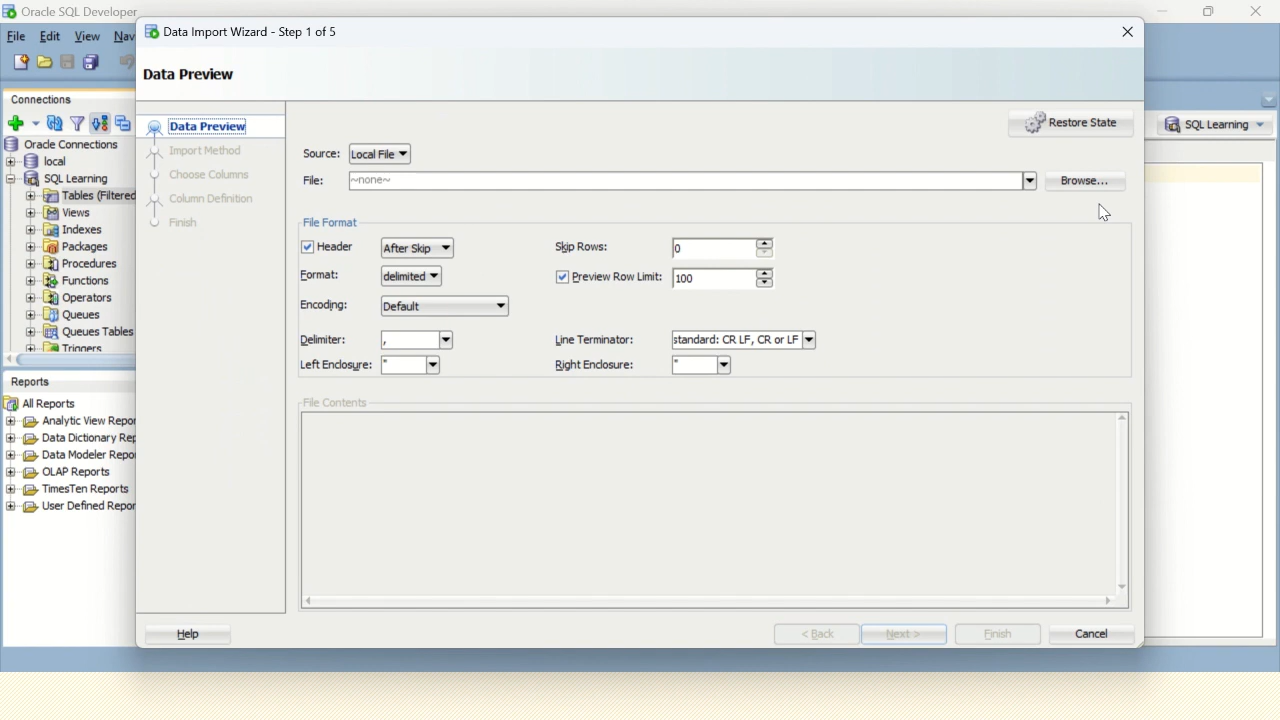 Oracle SQL Developer
Data Import Wizard - Step 1 of 5
File Edit View Nav
Data Preview
Connections
Oracle Connections
local
SQL Learning
Tables (Filtered
Views
Indexes
Packages
Procedures
Functions
Operators
Queues
Queues Tables
Triggers
Reports
All Reports
Analytic View Repor
Data Dictionary Rep
Data Modeler Repo
OLAP Reports
TimesTen Reports
User Defined Repor
Data Preview
Import Method
Choose Columns
Column Definition
Finish
Restore State
SQL Learning
Source: Local File
File: ~none~ Browse...
File Format
Header After Skip Skip Rows: 0
Format: delimited Preview Row Limit: 100
Encoding: Default
Delimiter: , Line Terminator: standard: CR LF, CR or LF
Left Enclosure: " Right Enclosure: "
File Contents
Help < Back Next > Finish Cancel